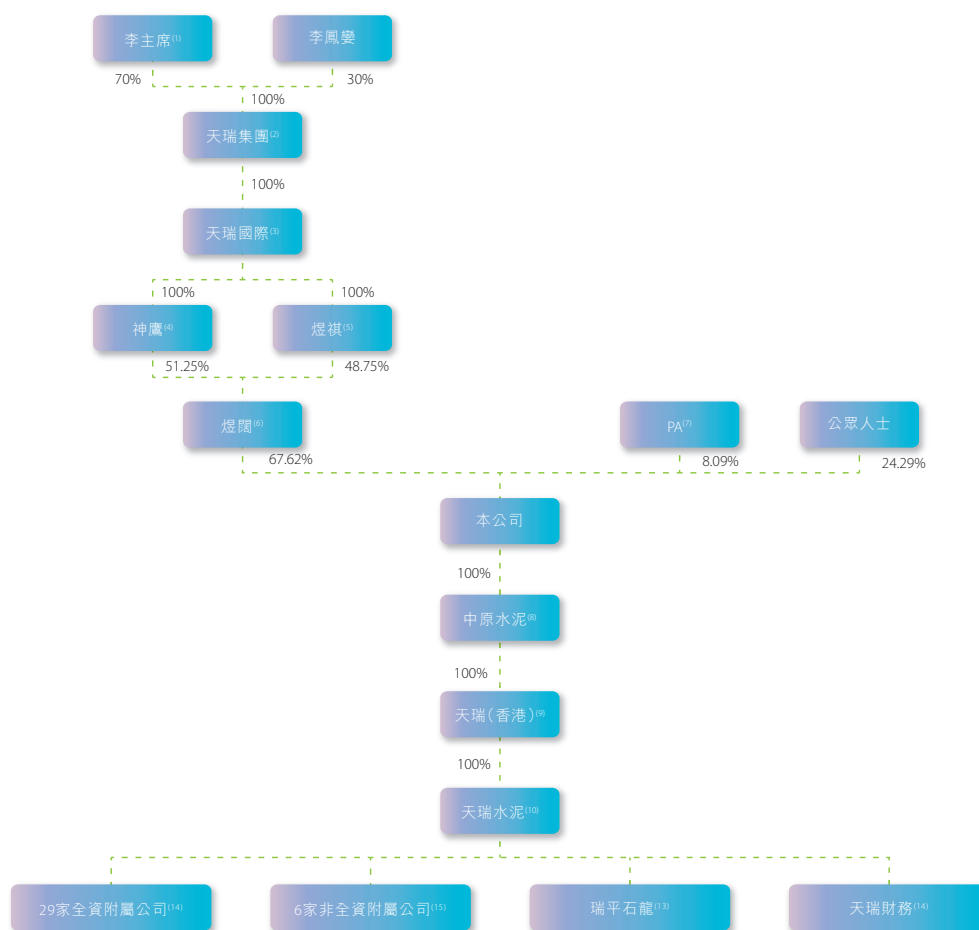 李主席(1)
李鳳孌
70%
30%
100%
天瑞集團(2)
100%
天瑞國際(3)
100%
100%
神鷹(4)
煜祺(5)
51.25%
48.75%
煜闊(6)
PA(7)
公眾人士
67.62%
8.09%
24.29%
本公司
100%
中原水泥(8)
100%
天瑞(香港)(9)
100%
天瑞水泥(10)
29家全資附屬公司(14)
6家非全資附屬公司(15)
瑞平石龍(13)
天瑞財務(14)